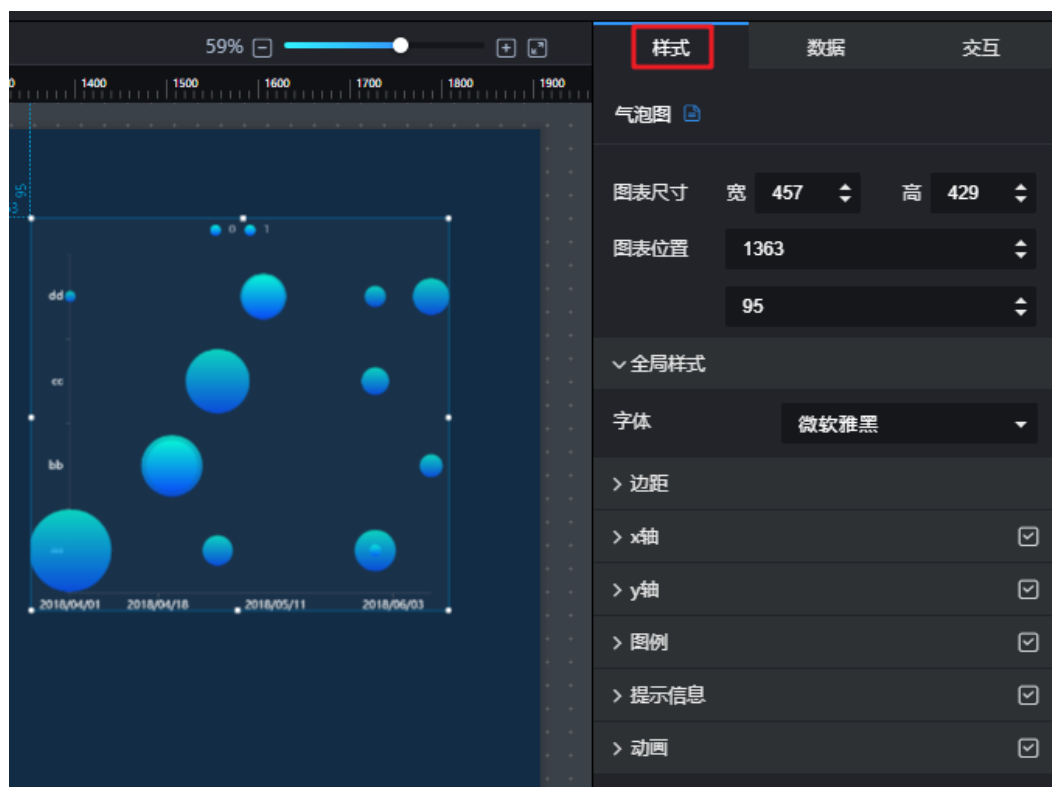 59%
样式 数据 交互
0 1400 1500 1600 1700 1800 1900
气泡图
95
图表尺寸 宽 457 高 429
0 1
图表位置 1363
95
dd
全局样式
cc
字体 微软雅黑
bb
边距
x轴
y轴
2018/04/01 2018/04/18 2018/05/11 2018/06/03
图例
提示信息
动画